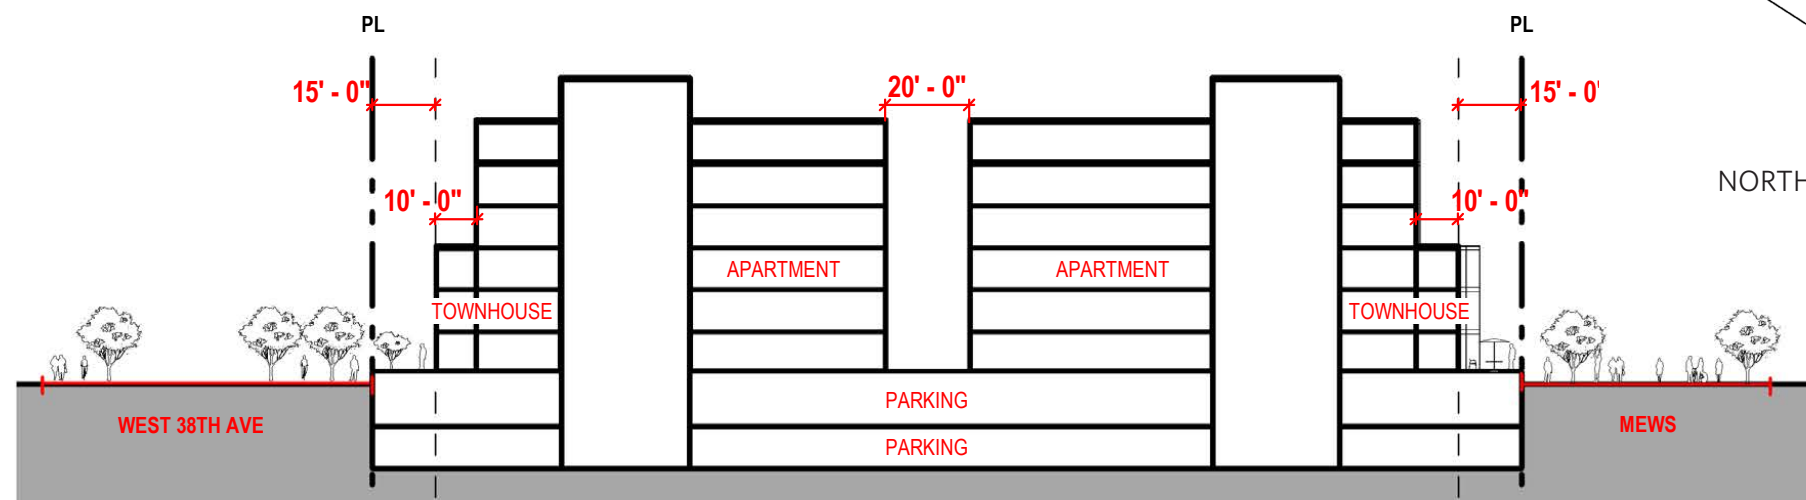 PL
PL
15' - 0"
20' - 0"
15' - 0'
NORTH
10' - 0"
10' - 0"
APARTMENT
APARTMENT
TOWNHOUSE
TOWNHOUSE
PARKING
WEST 38TH AVE
MEWS
PARKING